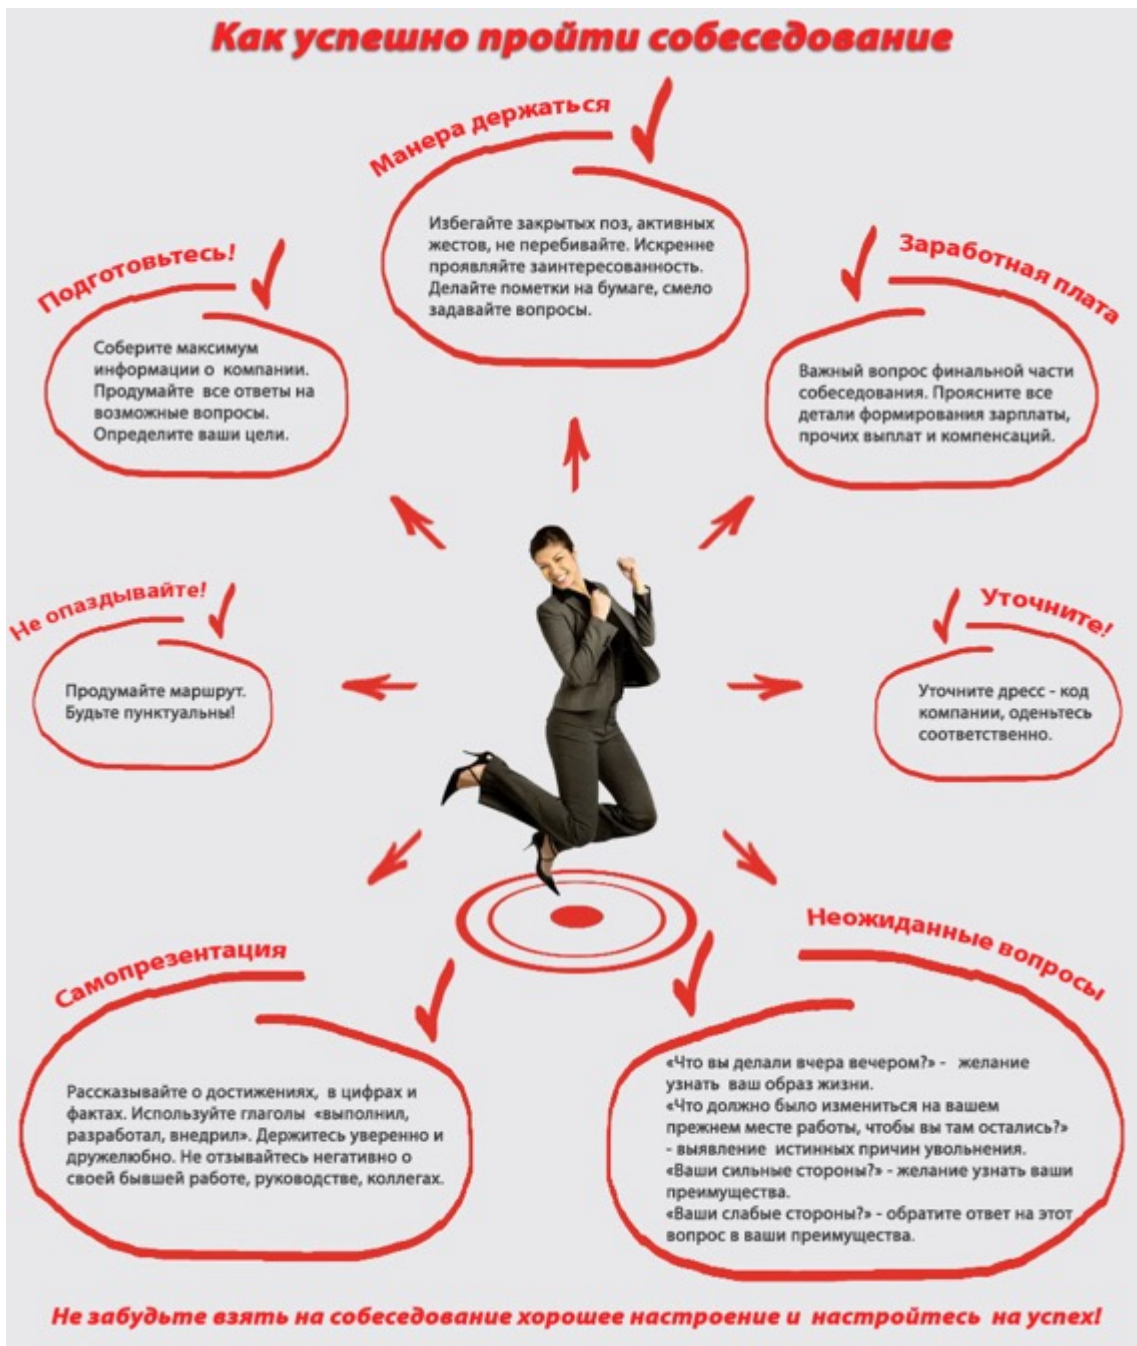 Как успешно пройти собеседование
Манера держаться
Избегайте закрытых поз, активных
жестов, не перебивайте. Искренне
проявляйте заинтересованность.
Делайте пометки на бумаге, смело
задавайте вопросы.
Подготовьтесь!
Соберите максимум
информации о компании.
Продумайте все ответы на
возможные вопросы.
Определите ваши цели.
Заработная плата
Важный вопрос финальной части
собеседования. Проясните все
детали формирования зарплаты,
прочих выплат и компенсаций.
Не опаздывайте!
Продумайте маршрут.
Будьте пунктуальны!
Уточните!
Уточните дресс - код
компании, оденьтесь
соответственно.
Самопрезентация
Рассказывайте о достижениях, в цифрах и
фактах. Используйте глаголы «выполнил,
разработал, внедрил». Держитесь уверенно и
дружелюбно. Не отзывайтесь негативно о
своей бывшей работе, руководстве, коллегах.
Неожиданные вопросы
«Что вы делали вчера вечером?» - желание
узнать ваш образ жизни.
«Что должно было измениться на вашем
прежнем месте работы, чтобы вы там остались?»
- выявление истинных причин увольнения.
«Ваши сильные стороны?» - желание узнать ваши
преимущества.
«Ваши слабые стороны?» - обратите ответ на этот
вопрос в ваши преимущества.
Не забудьте взять на собеседование хорошее настроение и настройтесь на успех!